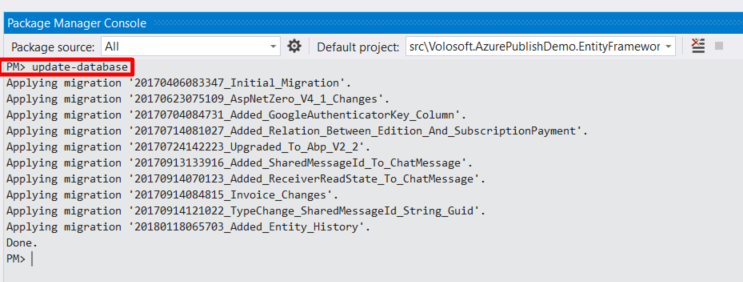 Package Manager Console
Package source: All Default project: src\Volosoft.AzurePublishDemo.EntityFramewor
PM> update-database
Applying migration '20170406083347_Initial_Migration'.
Applying migration '20170623075109_AspNetZero_V4_1_Changes'.
Applying migration '20170704084731_Added_GoogleAuthenticatorKey_Column'.
Applying migration '20170714081027_Added_Relation_Between_Edition_And_SubscriptionPayment'.
Applying migration '20170724142223_Upgraded_To_Abp_V2_2'.
Applying migration '20170913133916_Added_SharedMessageId_To_ChatMessage'.
Applying migration '20170914070123_Added_ReceiverReadState_To_ChatMessage'.
Applying migration '20170914084815_Invoice_Changes'.
Applying migration '20170914121022_TypeChange_SharedMessageId_String_Guid'.
Applying migration '20180118065703_Added_Entity_History'.
Done.
PM>